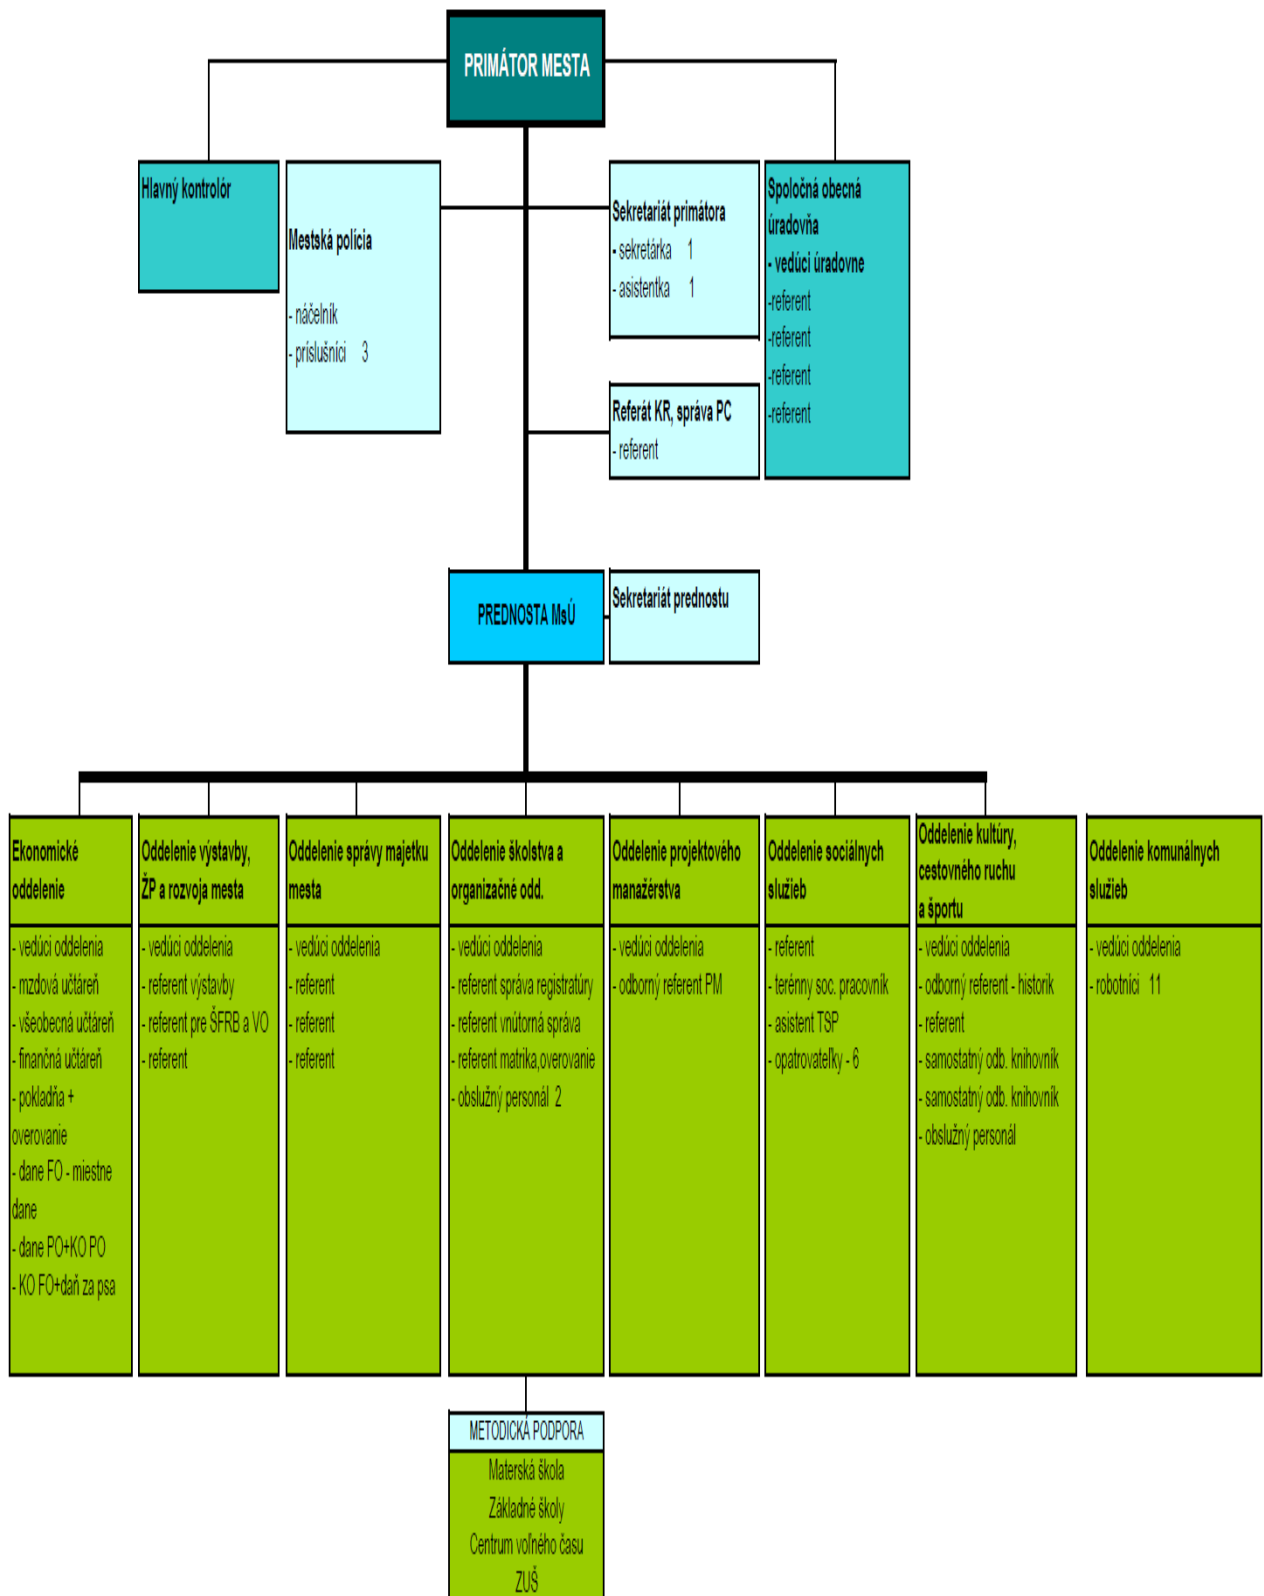 PRIMÁTOR MESTA
Hlavný kontrolór
Mestská polícia
- náčelník
- príslušníci 3
Sekretariát primátora
- sekretárka 1
- asistentka 1
Referát KR, správa PC
- referent
Spoločná obecná
úradovňa
- vedúci úradovne
-referent
-referent
-referent
-referent
PREDNOSTA MsÚ
Sekretariát prednostu
Ekonomické
oddelenie
- vedúci oddelenia
- mzdová učtáreň
- všeobecná učtáreň
- finančná učtáreň
- pokladňa +
overovanie
- dane FO - miestne
dane
- dane PO+KO PO
- KO FO+daň za psa
Oddelenie výstavby,
ŽP a rozvoja mesta
- vedúci oddelenia
- referent výstavby
- referent pre ŠFRB a VO
- referent
Oddelenie správy majetku
mesta
- vedúci oddelenia
- referent
- referent
- referent
Oddelenie školstva a
organizačné odd.
- vedúci oddelenia
- referent správa registratúry
- referent vnútorná správa
- referent matrika,overovanie
- obslužný personál 2
Oddelenie projektového
manažérstva
- vedúci oddelenia
- odborný referent PM
Oddelenie sociálnych
služieb
- referent
- terénny soc. pracovník
- asistent TSP
- opatrovateľky - 6
Oddelenie kultúry,
cestovného ruchu
a športu
- vedúci oddelenia
- odborný referent - historik
- referent
- samostatný odb. knihovník
- samostatný odb. knihovník
- obslužný personál
Oddelenie komunálnych
služieb
- vedúci oddelenia
- robotníci 11
METODICKÁ PODPORA
Materská škola
Základné školy
Centrum voľného času
ZUŠ